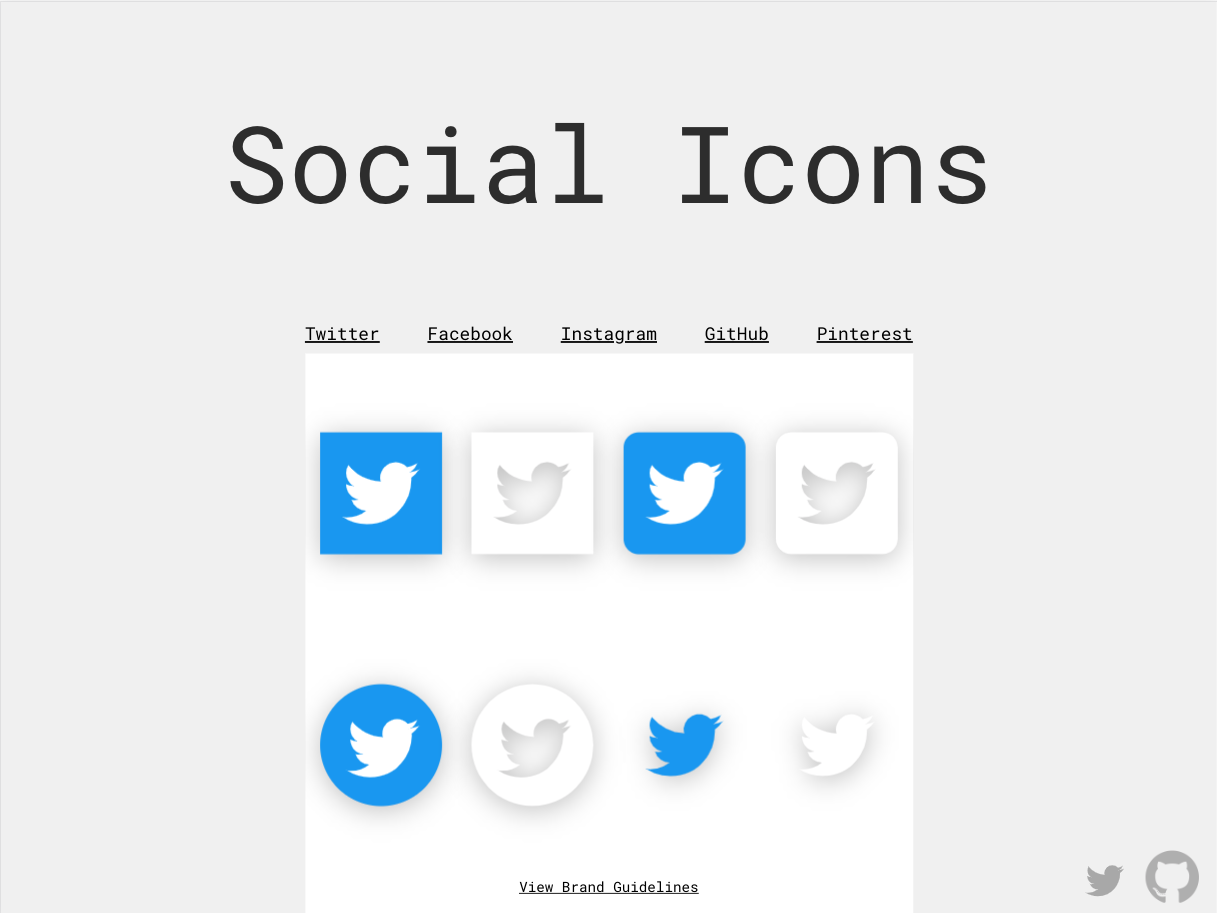 Social Icons
Twitter Facebook Instagram GitHub Pinterest
View Brand Guidelines